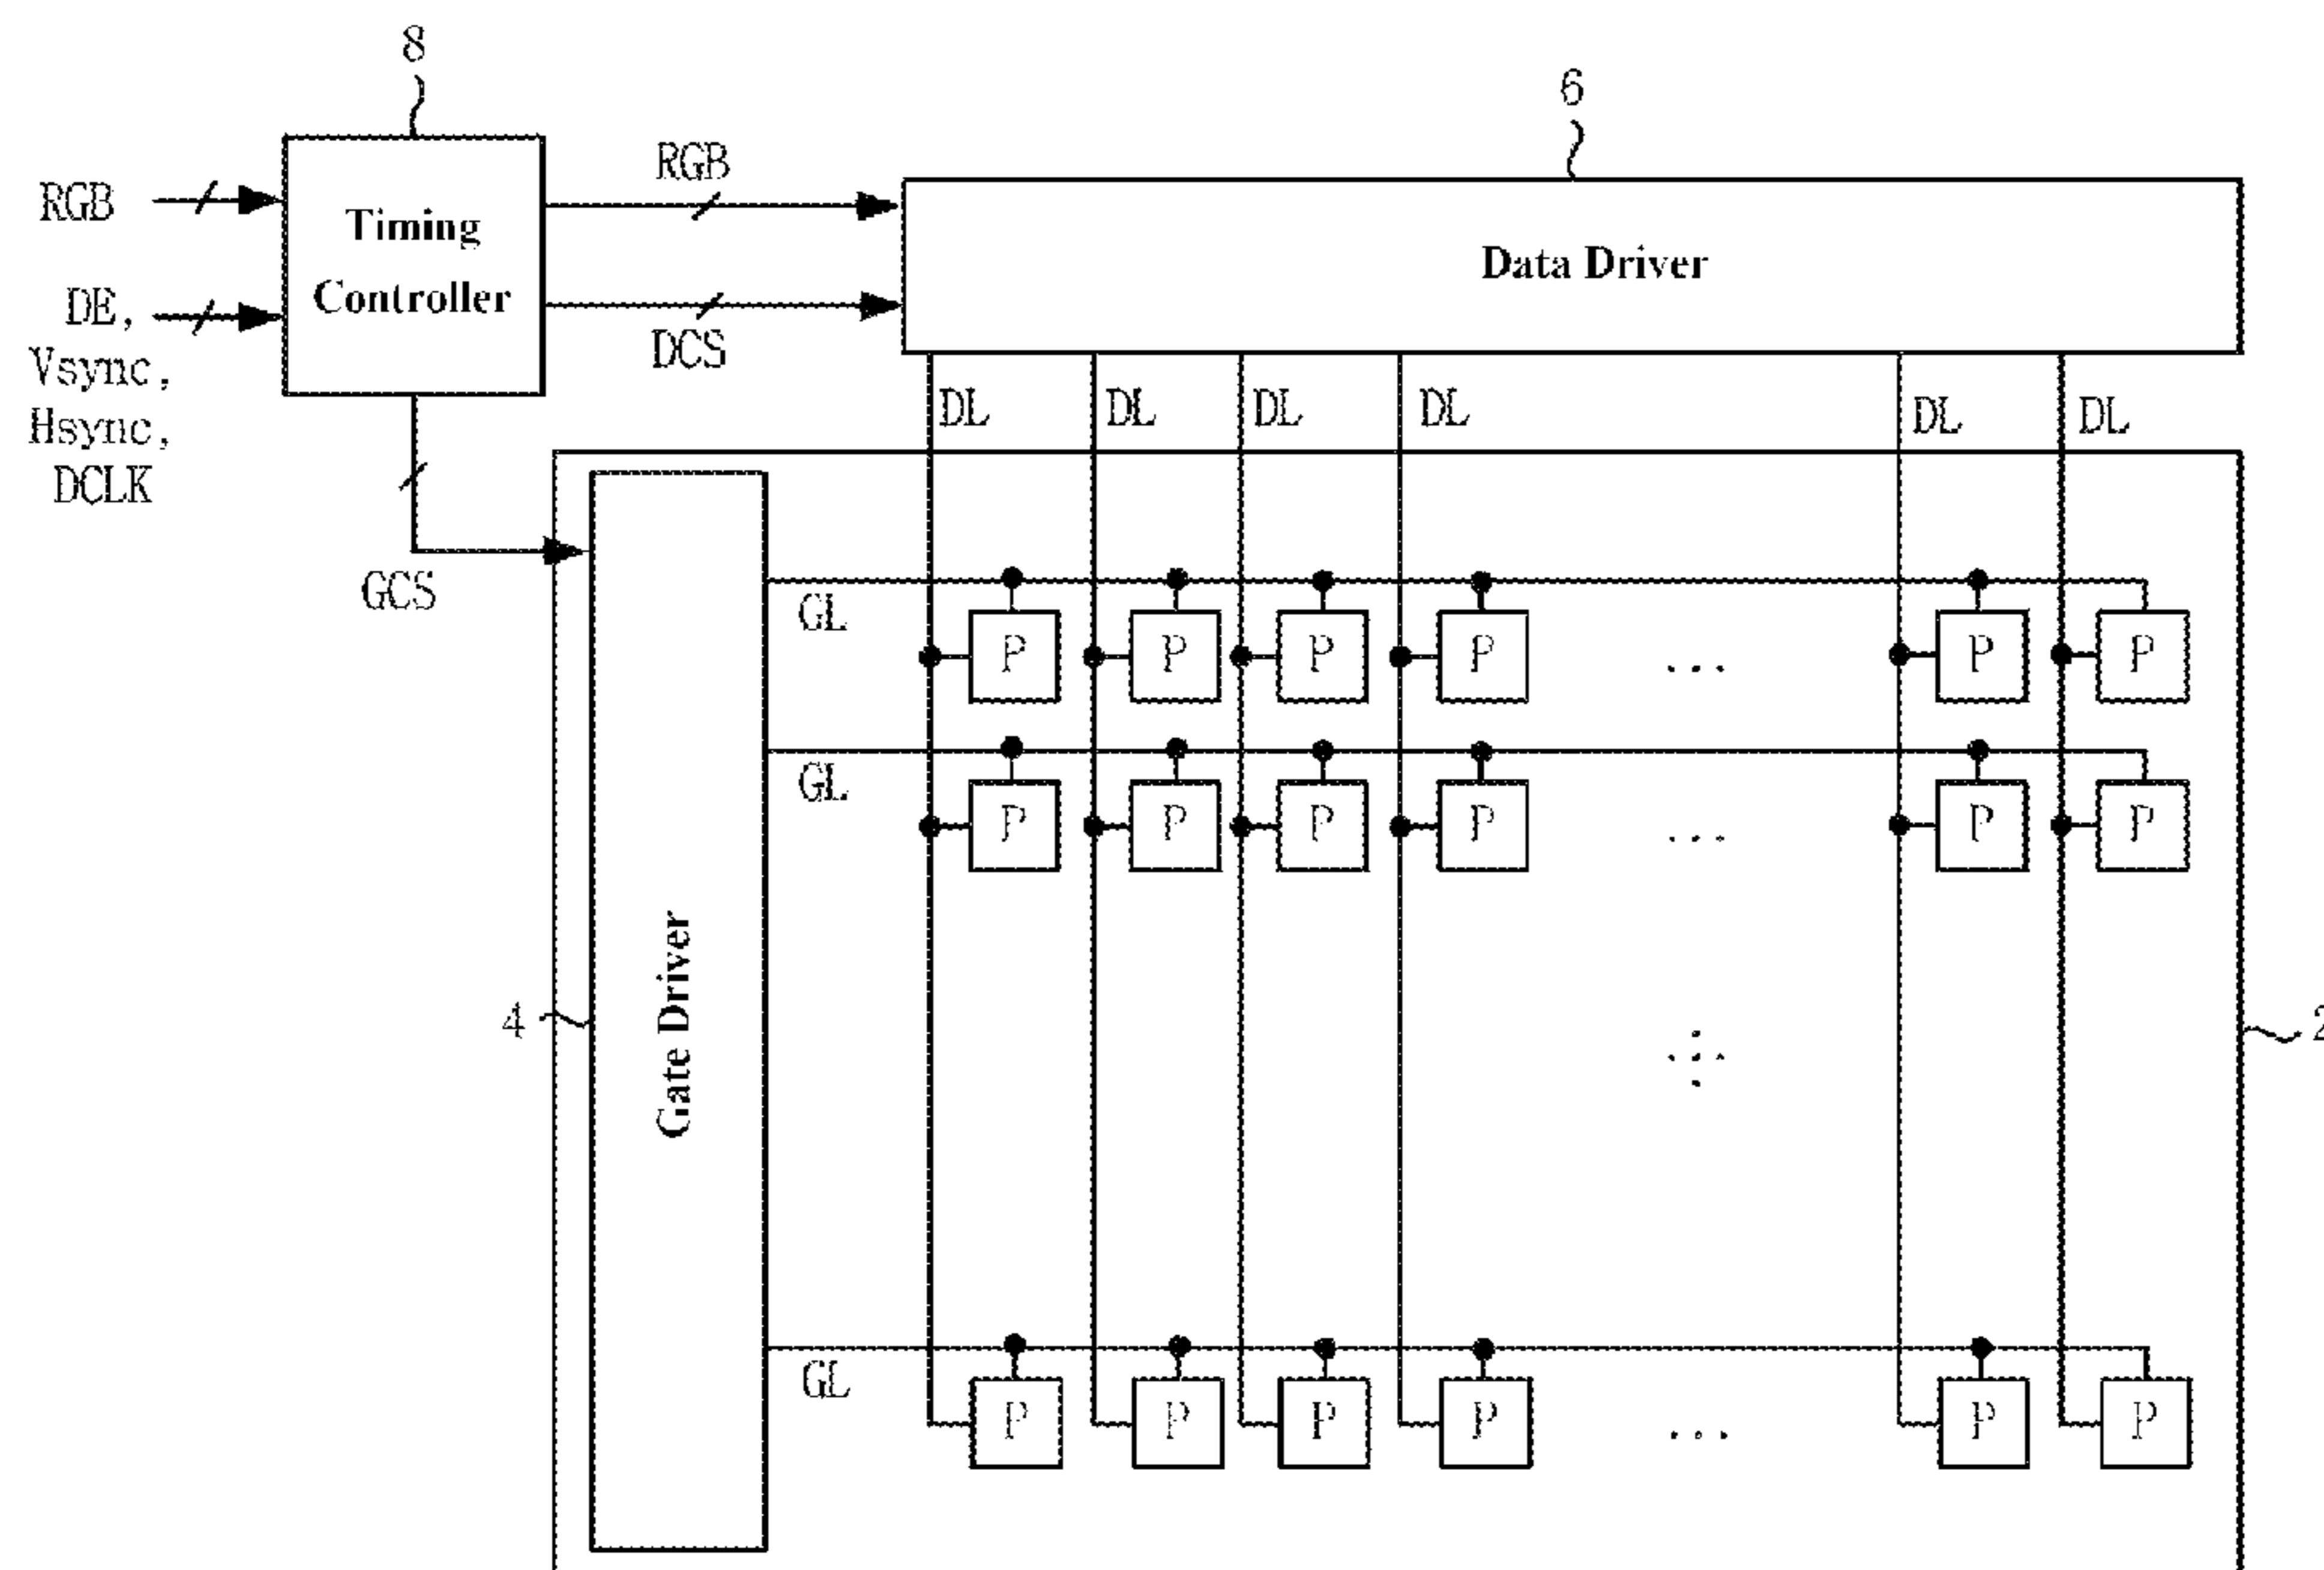 8
6
RGB
RGB
Timing
Controller
Data Driver
DE,
Vsync,
Hsync,
DCLK
DCS
DL DL DL DL DL DL
GCS
GL
P P P P ... P P
GL
P P P P ... P P
4
Gate Driver
2
GL
P P P P ... P P